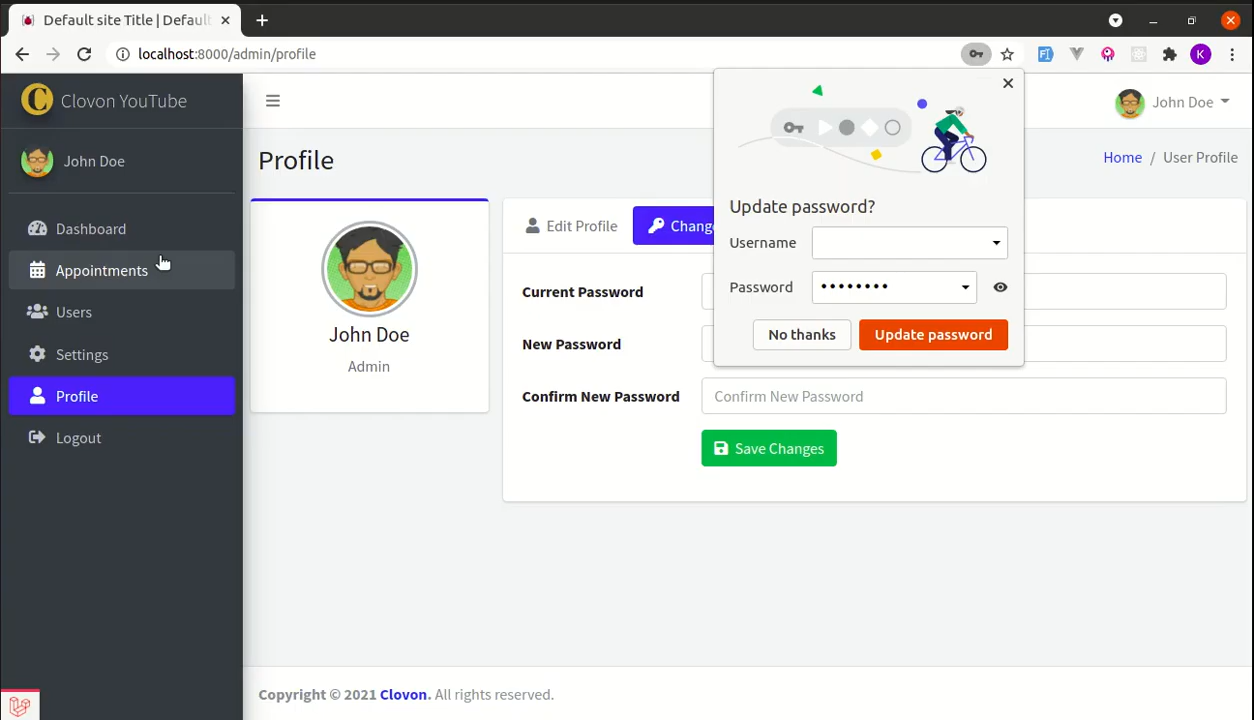 Default site Title | Default
localhost:8000/admin/profile
K
C Clovon YouTube
John Doe
John Doe
Dashboard
Appointments
Users
Settings
Profile
Logout
Profile
Home / User Profile
John Doe
Admin
Edit Profile
Change
Current Password
New Password
Confirm New Password
Confirm New Password
Save Changes
Update password?
Username
Password ••••••••
No thanks
Update password
Copyright © 2021 Clovon. All rights reserved.